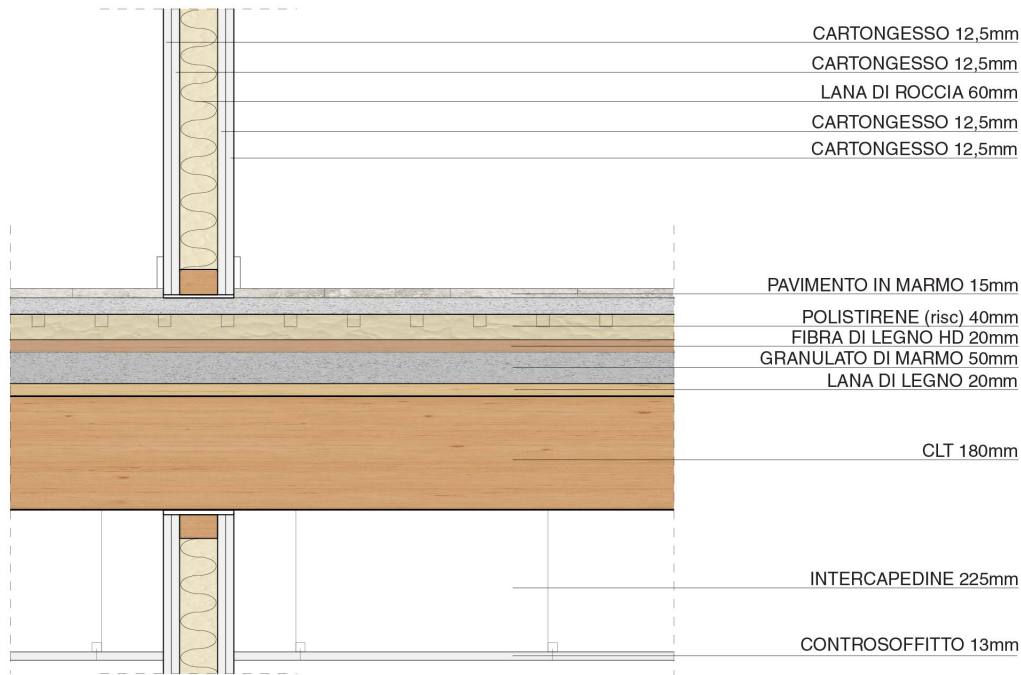 CARTONGESSO 12,5mm
CARTONGESSO 12,5mm
LANA DI ROCCIA 60mm
CARTONGESSO 12,5mm
CARTONGESSO 12,5mm
PAVIMENTO IN MARMO 15mm
POLISTIRENE (risc) 40mm
FIBRA DI LEGNO HD 20mm
GRANULATO DI MARMO 50mm
LANA DI LEGNO 20mm
CLT 180mm
INTERCAPEDINE 225mm
CONTROSOFFITTO 13mm